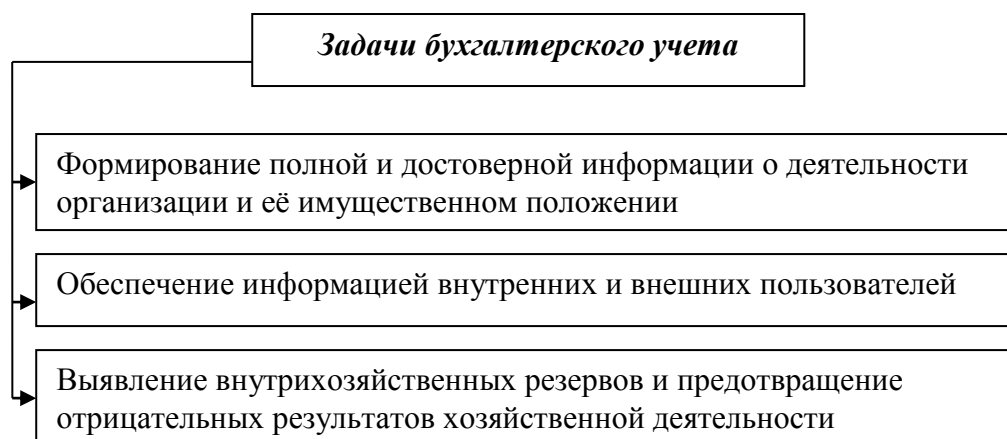 Задачи бухгалтерского учета
Формирование полной и достоверной информации о деятельности
организации и её имущественном положении
Обеспечение информацией внутренних и внешних пользователей
Выявление внутрихозяйственных резервов и предотвращение
отрицательных результатов хозяйственной деятельности